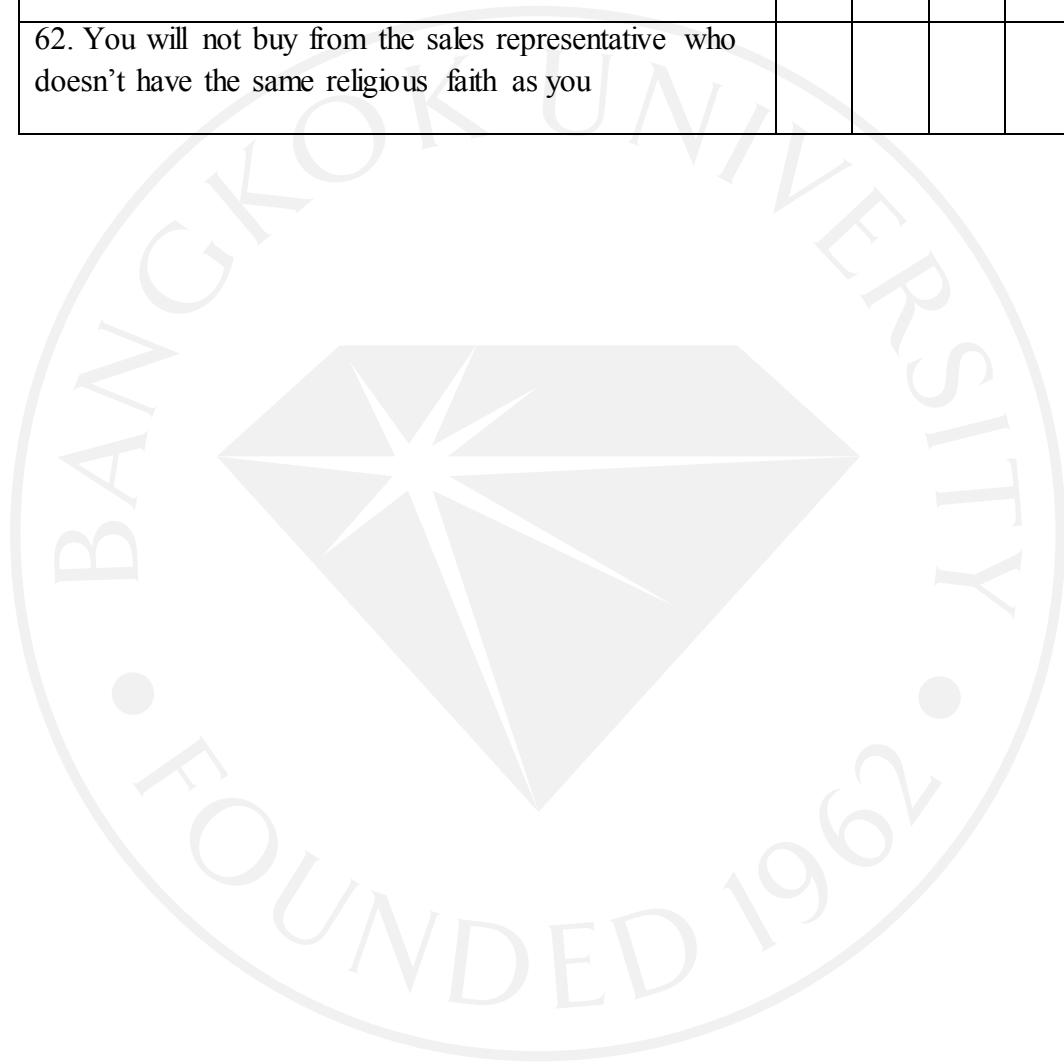 62. You will not buy from the sales representative who
doesn't have the same religious faith as you
BANGKOK UNIVERSITY
FOUNDED 1962